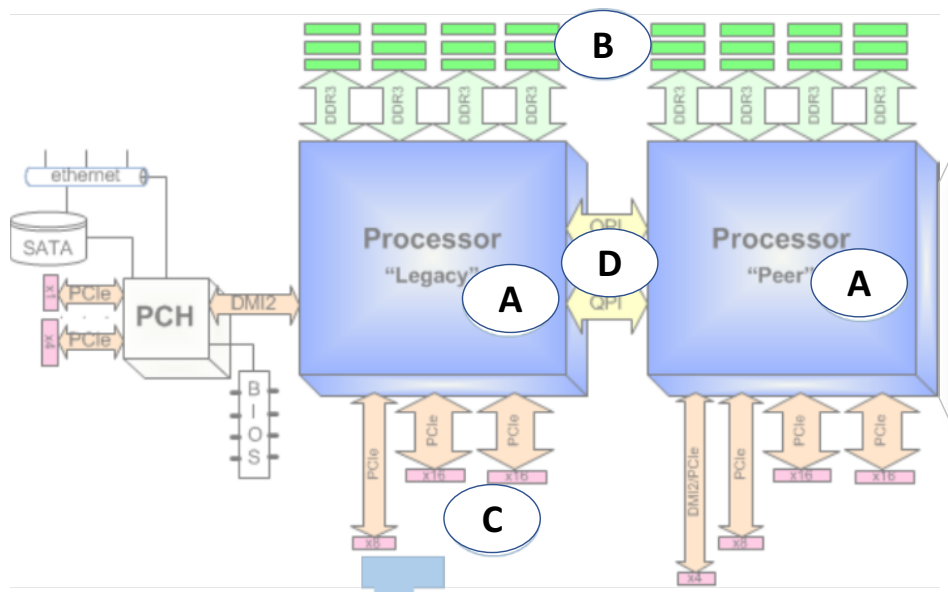 B
DDR3 DDR3 DDR3 DDR3 DDR3 DDR3 DDR3 DDR3
ethernet
SATA
x1 PCIe
x4 PCIe
PCH
DMI2
BIOS
Processor
“Legacy”
A
QPI
D
QPI
Processor
“Peer”
A
PCIe PCIe PCIe
x16 x16
x8
C
DMI2/PCIe PCIe PCIe PCIe
x16 x16
x8
x4